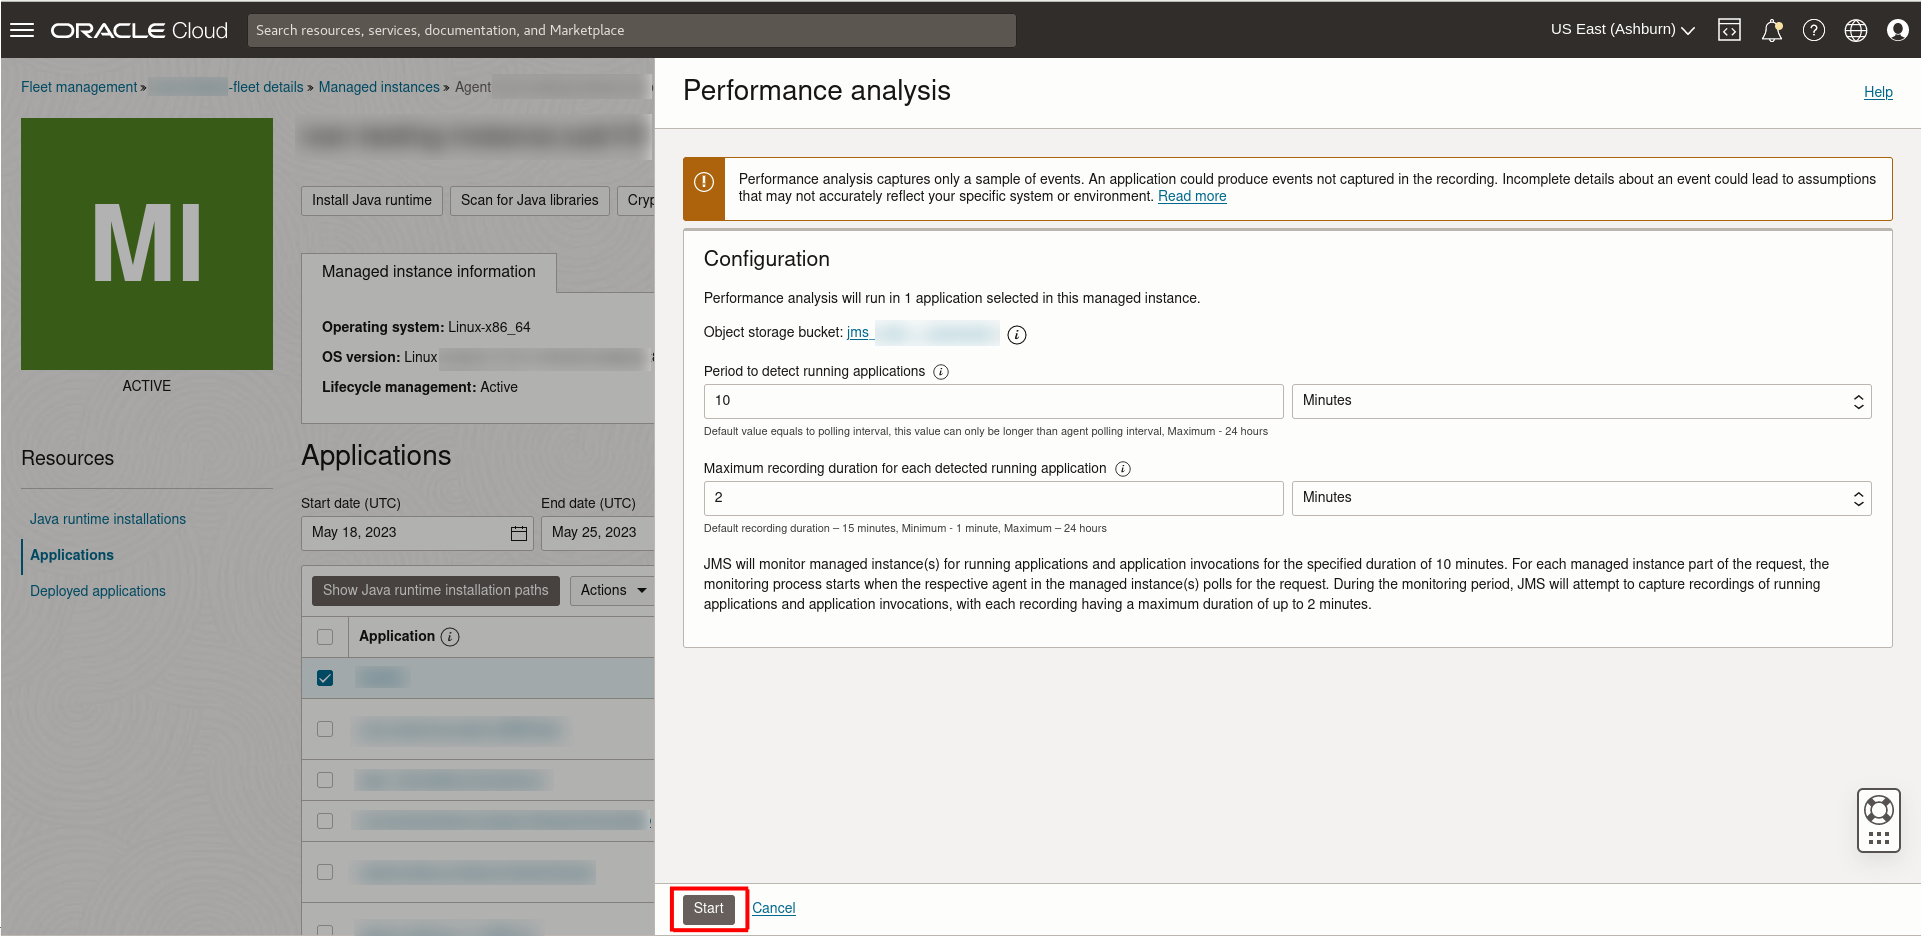 ORACLE Cloud
Search resources, services, documentation, and Marketplace
US East (Ashburn)
Fleet management » -fleet details » Managed instances » Agent
MI
ACTIVE
Install Java runtime
Scan for Java libraries
Managed instance information
Operating system: Linux-x86_64
OS version: Linux
Lifecycle management: Active
Resources
Java runtime installations
Applications
Deployed applications
Applications
Start date (UTC)
End date (UTC)
May 18, 2023
May 25, 2023
Show Java runtime installation paths
Actions
Application
Performance analysis
Help
Performance analysis captures only a sample of events. An application could produce events not captured in the recording. Incomplete details about an event could lead to assumptions
that may not accurately reflect your specific system or environment. Read more
Configuration
Performance analysis will run in 1 application selected in this managed instance.
Object storage bucket: jms_
Period to detect running applications
10
Minutes
Default value equals to polling interval, this value can only be longer than agent polling interval, Maximum - 24 hours
Maximum recording duration for each detected running application
2
Minutes
Default recording duration – 15 minutes, Minimum - 1 minute, Maximum – 24 hours
JMS will monitor managed instance(s) for running applications and application invocations for the specified duration of 10 minutes. For each managed instance part of the request, the
monitoring process starts when the respective agent in the managed instance(s) polls for the request. During the monitoring period, JMS will attempt to capture recordings of running
applications and application invocations, with each recording having a maximum duration of up to 2 minutes.
Start
Cancel